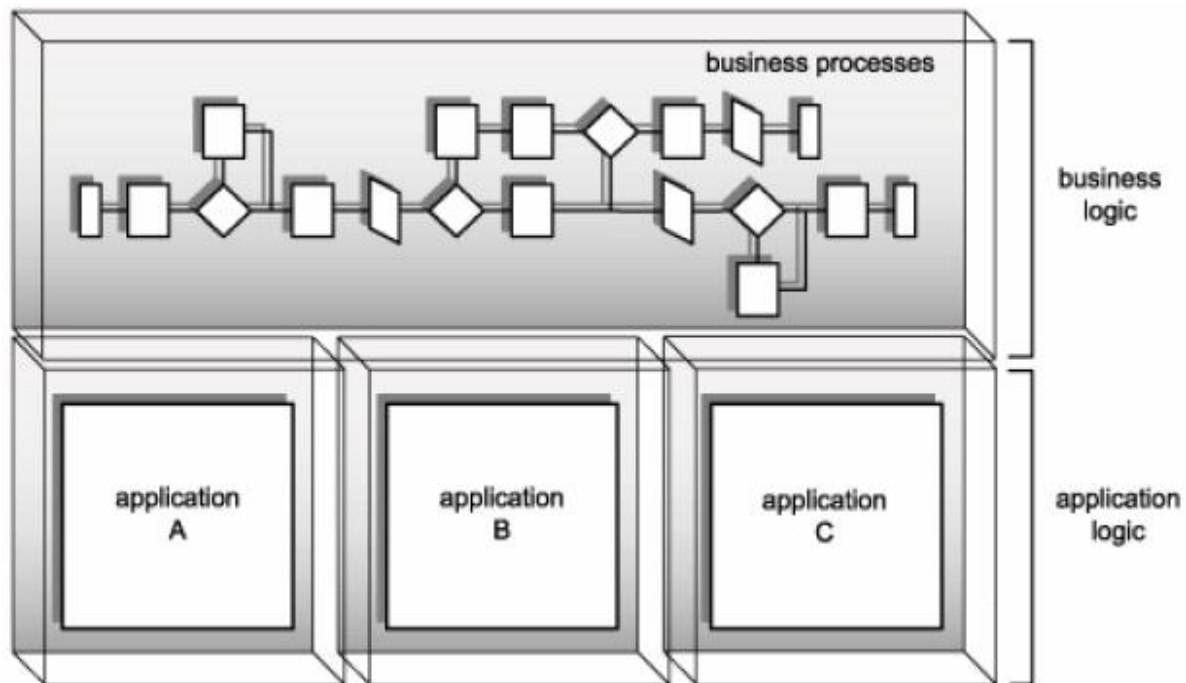 business processes
business
logic
application
A
application
B
application
C
application
logic